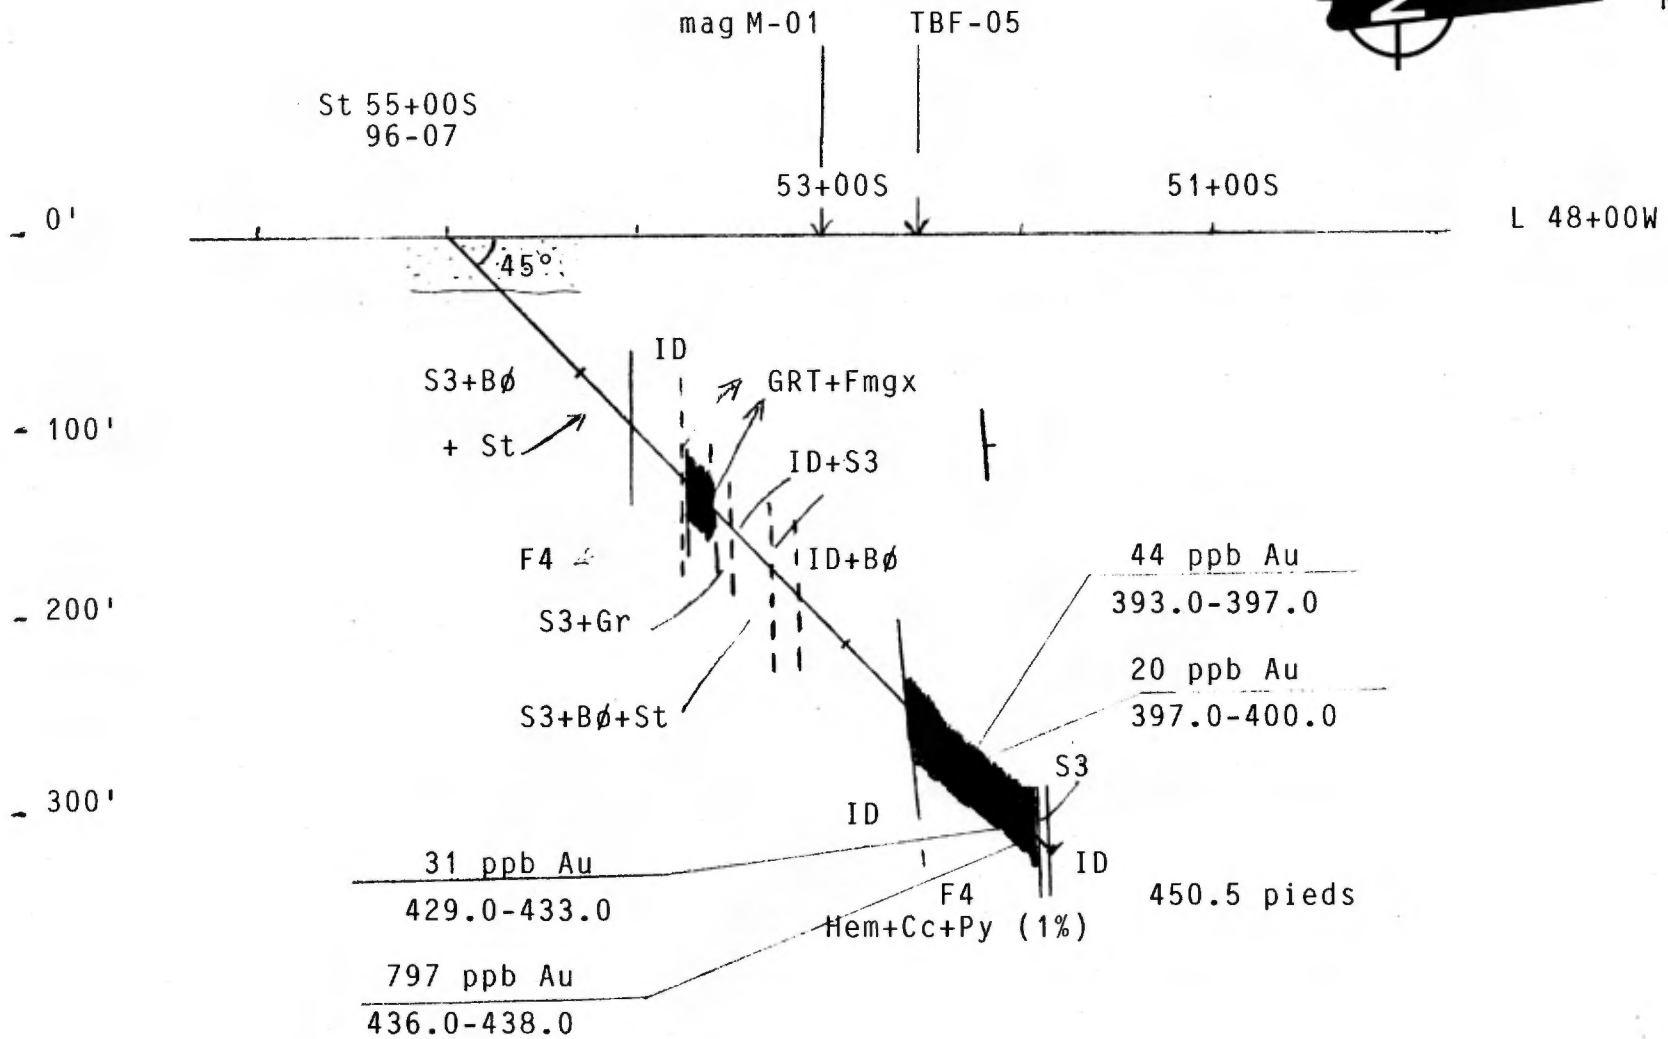 mag M-01
TBF-05
St 55+00S
96-07
53+00S
51+00S
0'
L 48+00W
45°
ID
S3+Bø
GRT+Fmgx
100'
+ St
ID+S3
F4
ID+Bø
44 ppb Au
393.0-397.0
200'
S3+Gr
20 ppb Au
397.0-400.0
S3+Bø+St
S3
300'
ID
31 ppb Au
429.0-433.0
ID
F4
450.5 pieds
Hem+Cc+Py (1%)
797 ppb Au
436.0-438.0